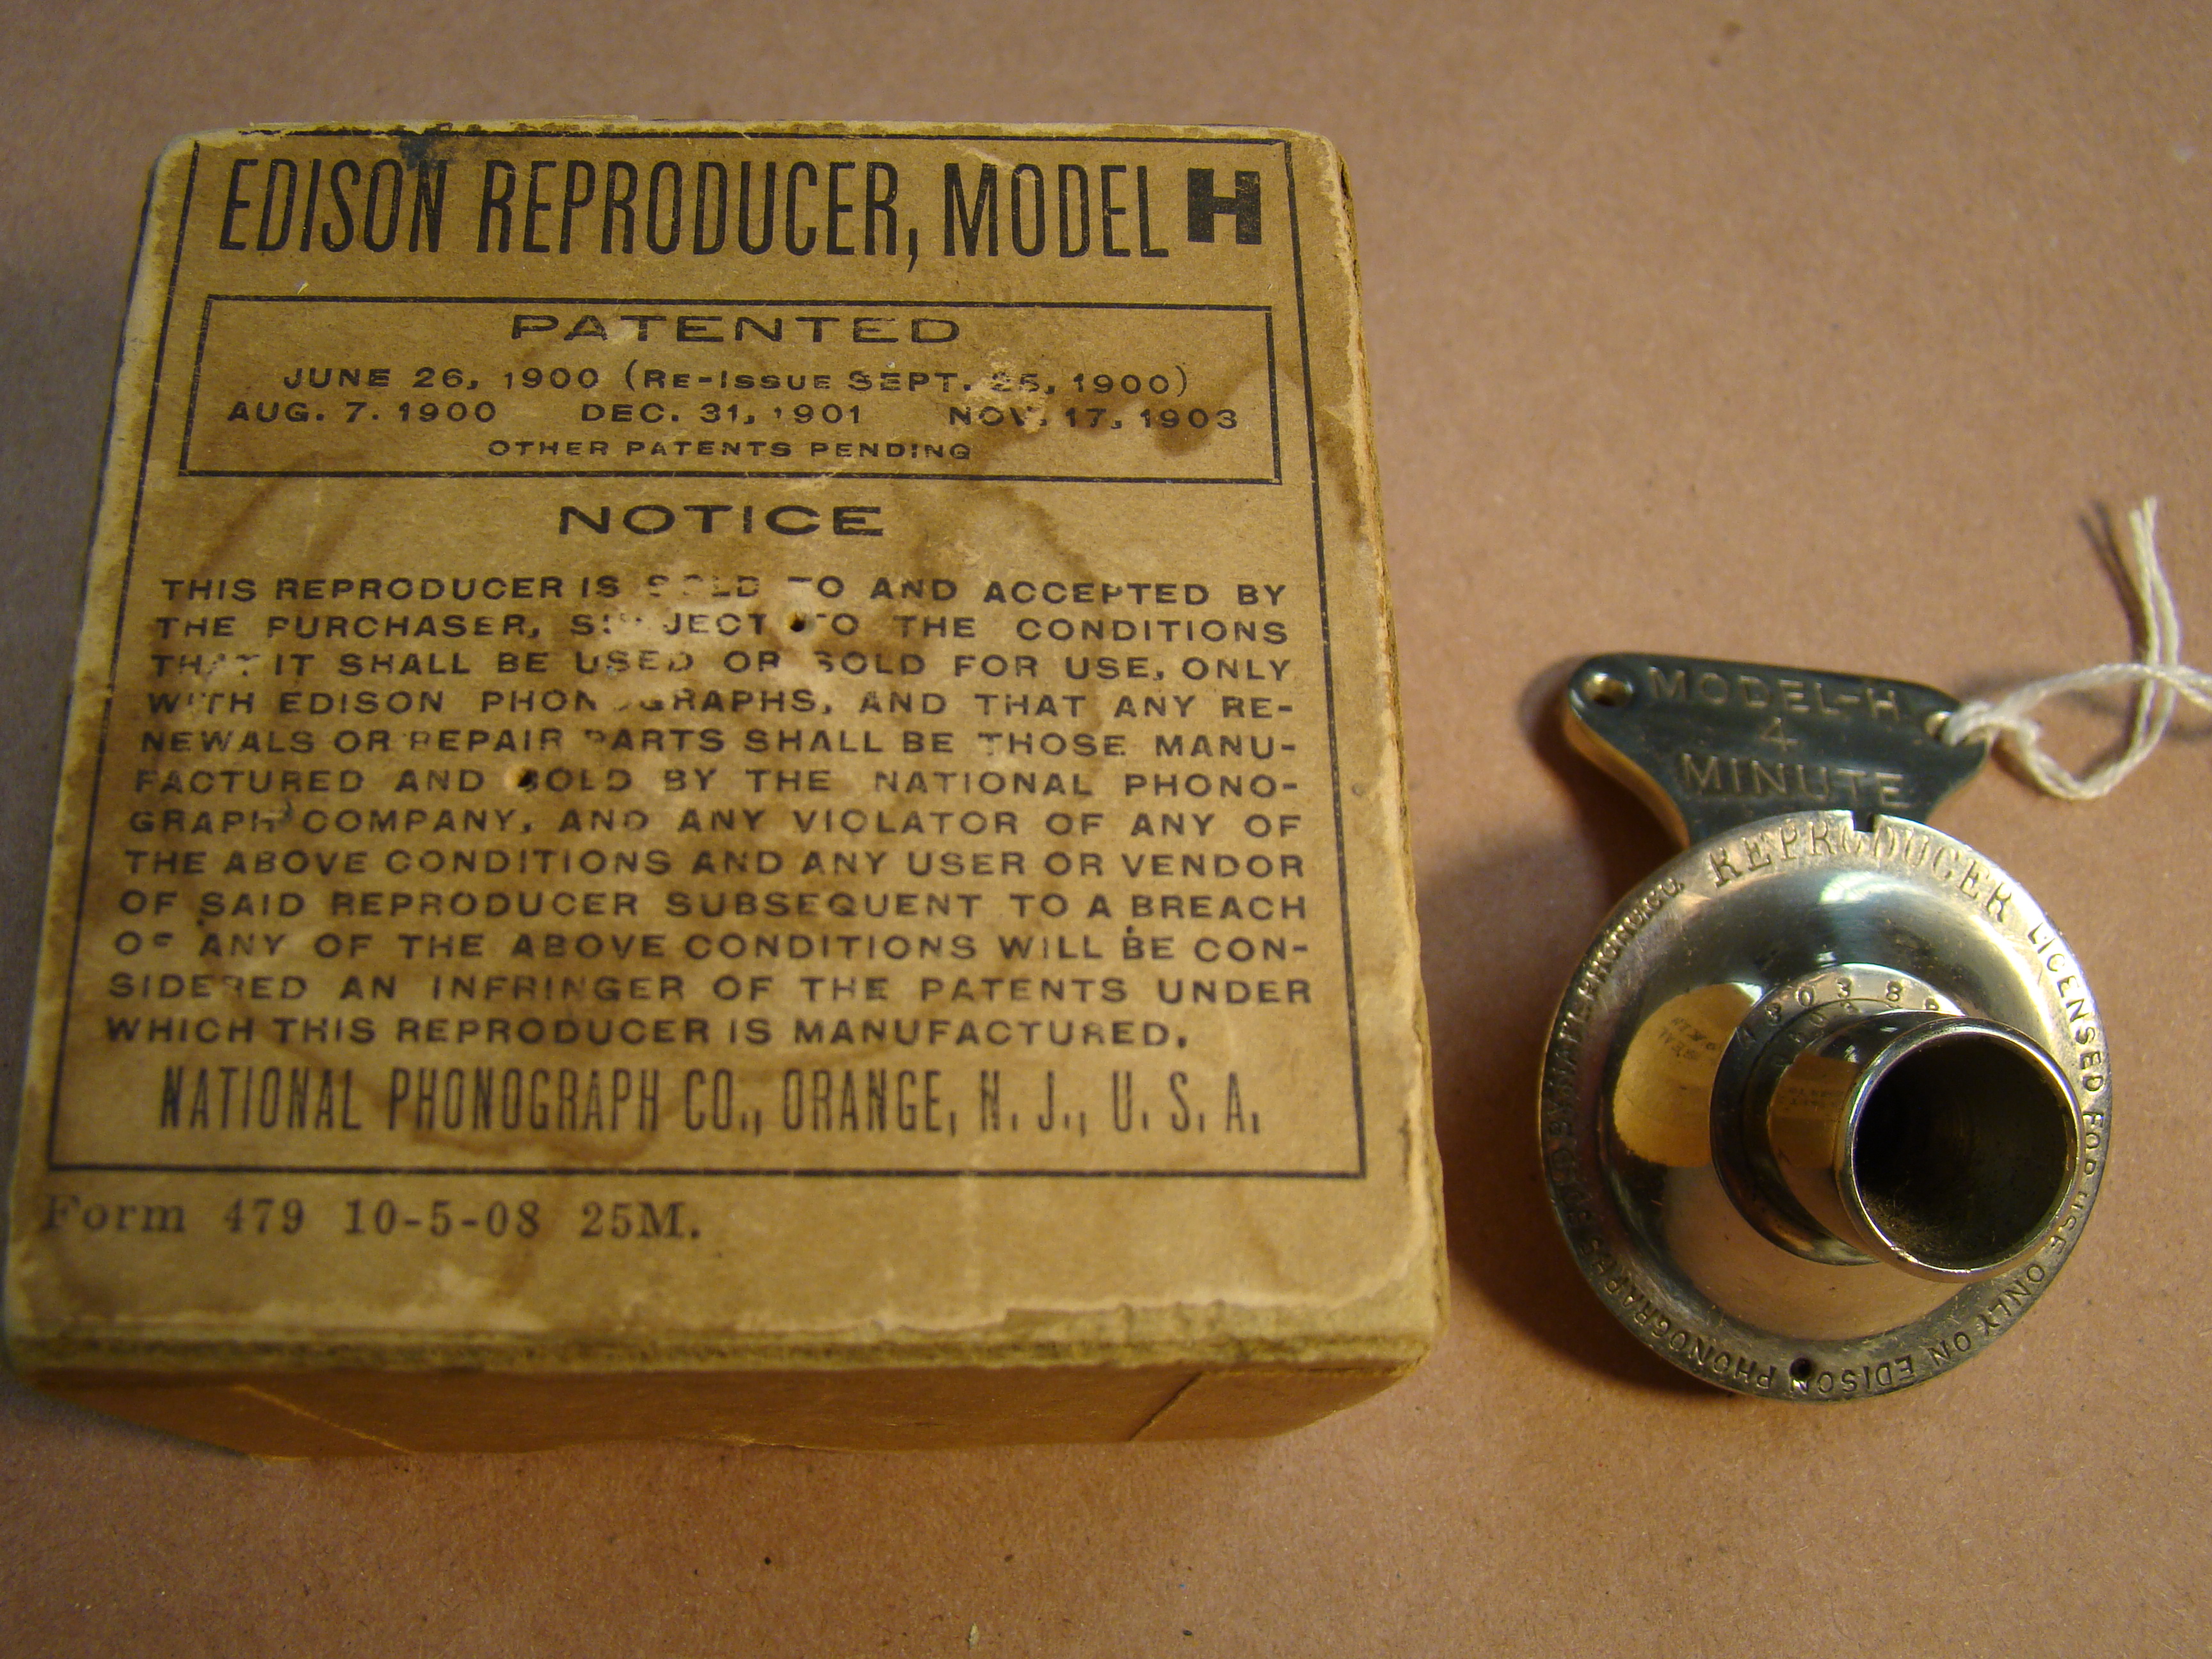 EDISON REPRODUCER, MODEL H
PATENTED
JUNE 26, 1900 (RE-ISSUE SEPT. 25, 1900)
AUG. 7. 1900 DEC. 31, 1901 NOV. 17, 1903
OTHER PATENTS PENDING
NOTICE
THIS REPRODUCER IS SOLD TO AND ACCEPTED BY
THE PURCHASER, SUBJECT TO THE CONDITIONS
THAT IT SHALL BE USED OR SOLD FOR USE, ONLY
WITH EDISON PHONOGRAPHS, AND THAT ANY RE-
NEWALS OR REPAIR PARTS SHALL BE THOSE MANU-
FACTURED AND SOLD BY THE NATIONAL PHONO-
GRAPH COMPANY, AND ANY VIOLATOR OF ANY OF
THE ABOVE CONDITIONS AND ANY USER OR VENDOR
OF SAID REPRODUCER SUBSEQUENT TO A BREACH
OF ANY OF THE ABOVE CONDITIONS WILL BE CON-
SIDERED AN INFRINGER OF THE PATENTS UNDER
WHICH THIS REPRODUCER IS MANUFACTURED.
NATIONAL PHONOGRAPH CO., ORANGE, N. J., U. S. A.
Form 479 10-5-08 25M.
MODEL-H
4
MINUTE
REPRODUCER LICENSED FOR USE ONLY ON EDISON PHONOGRAPHS